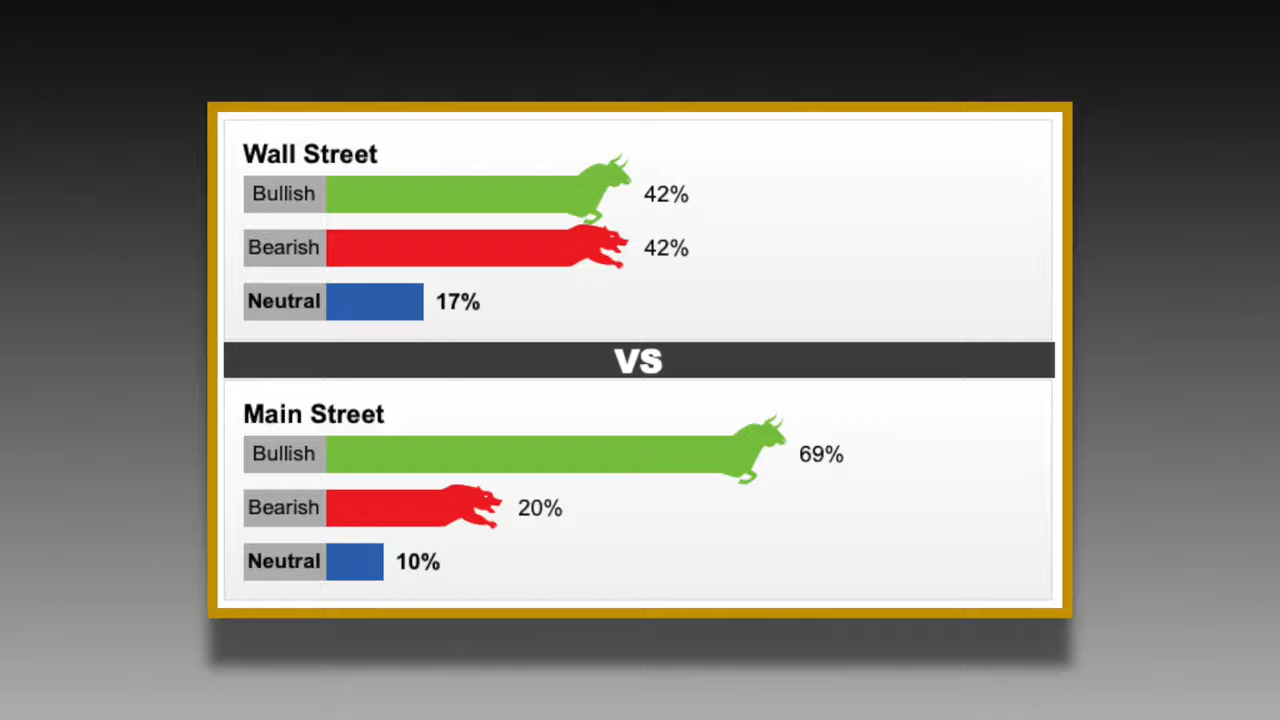 Wall Street
Bullish 42%
Bearish 42%
Neutral 17%
VS
Main Street
Bullish 69%
Bearish 20%
Neutral 10%